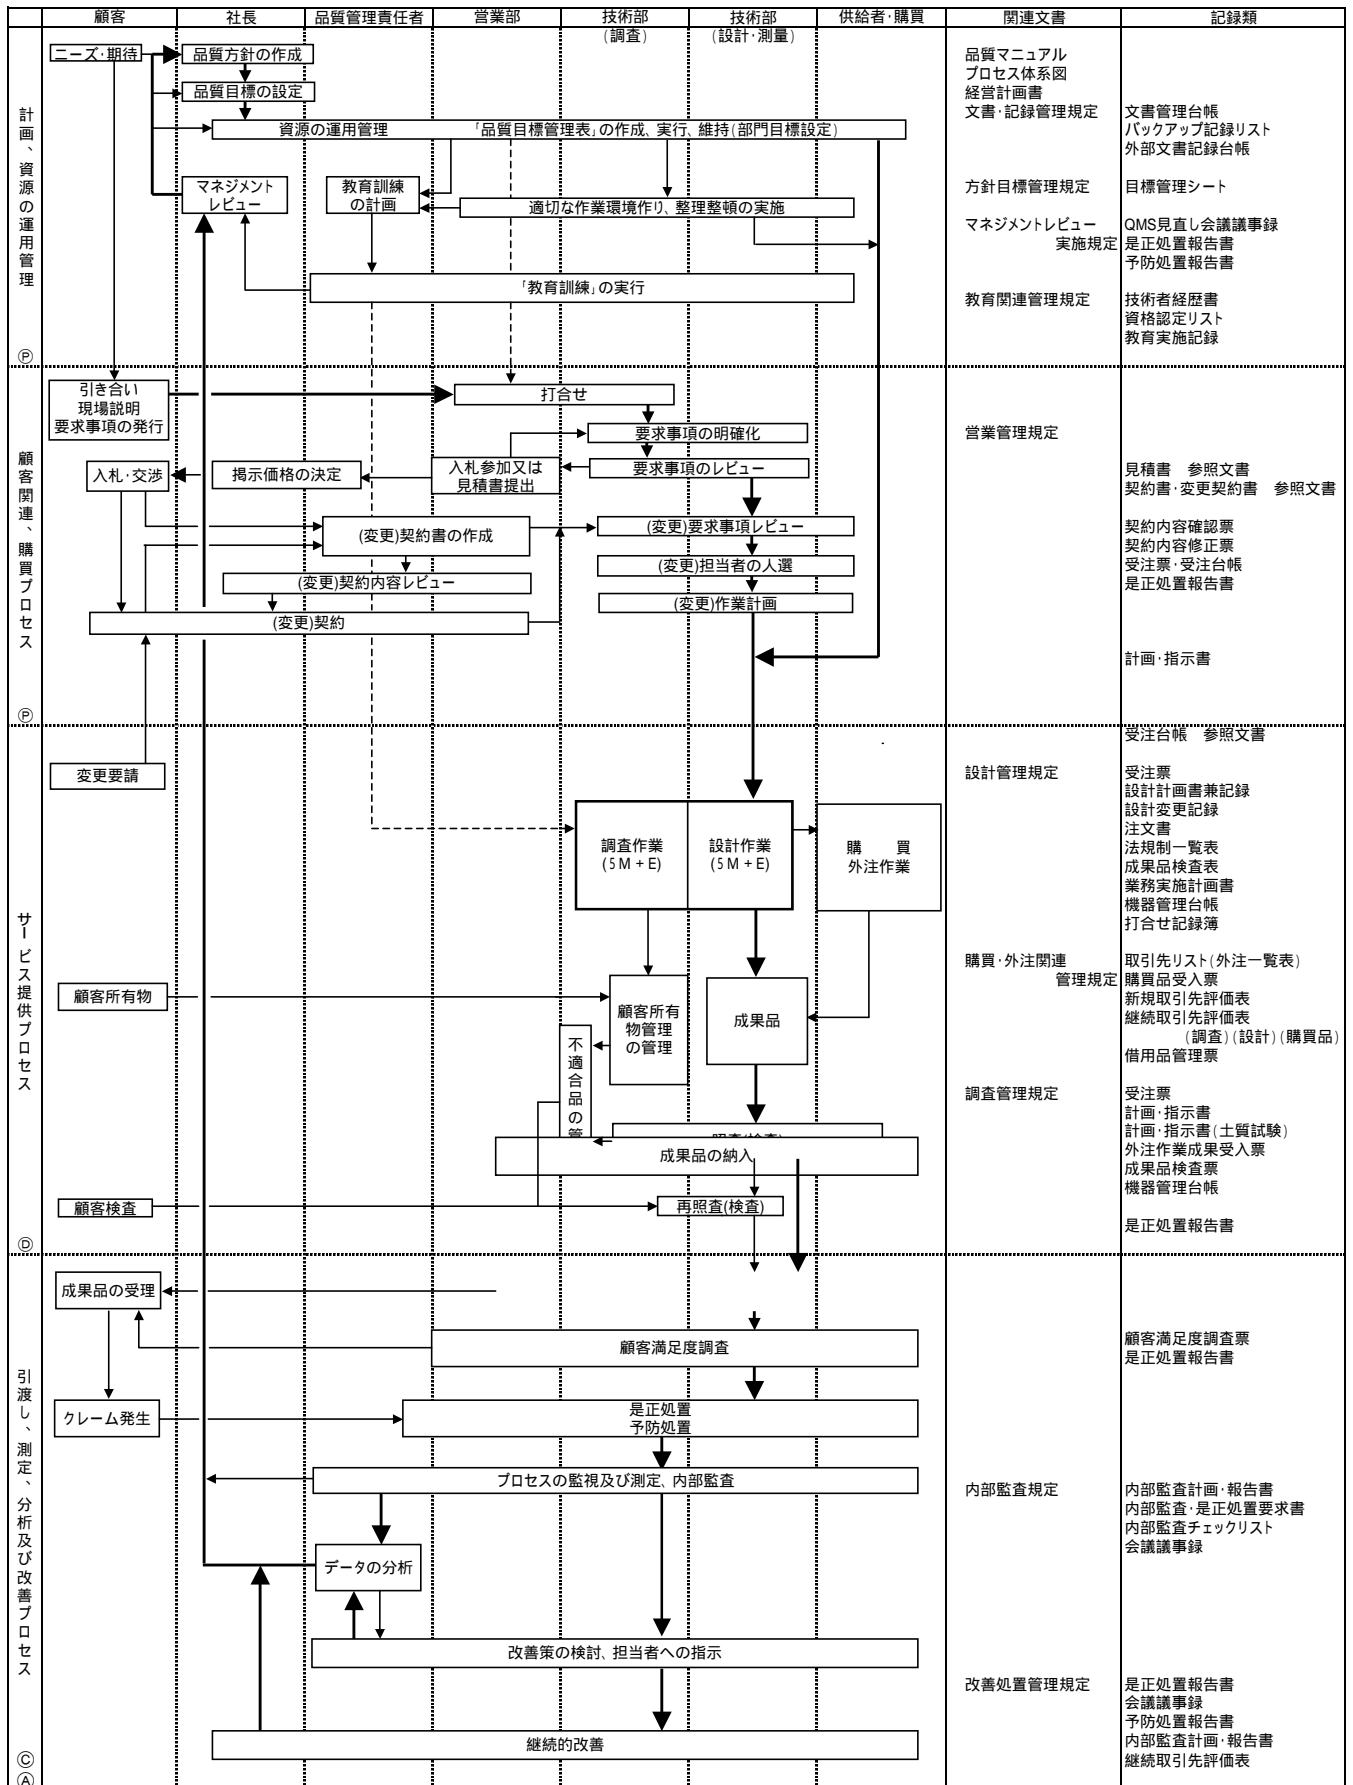 顧客 社長 品質管理責任者 営業部 技術部 技術部 供給者・購買 関連文書 記録類
(調査) (設計・測量)
計画、資源の運用管理
Ⓟ
ニーズ・期待
品質方針の作成
品質目標の設定
資源の運用管理 「品質目標管理表」の作成、実行、維持(部門目標設定)
マネジメント
レビュー
教育訓練
の計画
適切な作業環境作り、整理整頓の実施
「教育訓練」の実行
品質マニュアル
プロセス体系図
経営計画書
文書・記録管理規定 文書管理台帳
バックアップ記録リスト
外部文書記録台帳
方針目標管理規定 目標管理シート
マネジメントレビュー QMS見直し会議議事録
実施規定 是正処置報告書
予防処置報告書
教育関連管理規定 技術者経歴書
資格認定リスト
教育実施記録
顧客関連、購買プロセス
Ⓟ
引き合い
現場説明
要求事項の発行
打合せ
要求事項の明確化
入札・交渉
掲示価格の決定
入札参加又は
見積書提出
要求事項のレビュー
(変更)契約書の作成
(変更)要求事項レビュー
(変更)担当者の人選
(変更)契約内容レビュー
(変更)作業計画
(変更)契約
営業管理規定
見積書 参照文書
契約書・変更契約書 参照文書
契約内容確認票
契約内容修正票
受注票・受注台帳
是正処置報告書
計画・指示書
サービス提供プロセス
Ⓓ
変更要請
調査作業
(5M+E)
設計作業
(5M+E)
購 買
外注作業
顧客所有物
顧客所有
物管理
の管理
成果品
不適合品の管
照査(検査)
成果品の納入
顧客検査
再照査(検査)
受注台帳 参照文書
設計管理規定 受注票
設計計画書兼記録
設計変更記録
注文書
法規制一覧表
成果品検査表
業務実施計画書
機器管理台帳
打合せ記録簿
購買・外注関連 取引先リスト(外注一覧表)
管理規定 購買品受入票
新規取引先評価表
継続取引先評価表
(調査)(設計)(購買品)
借用品管理票
調査管理規定 受注票
計画・指示書
計画・指示書(土質試験)
外注作業成果受入票
成果品検査票
機器管理台帳
是正処置報告書
引渡し、測定、分析及び改善プロセス
Ⓒ
Ⓐ
成果品の受理
顧客満足度調査
クレーム発生
是正処置
予防処置
プロセスの監視及び測定、内部監査
データの分析
改善策の検討、担当者への指示
継続的改善
顧客満足度調査票
是正処置報告書
内部監査規定 内部監査計画・報告書
内部監査・是正処置要求書
内部監査チェックリスト
会議議事録
改善処置管理規定 是正処置報告書
会議議事録
予防処置報告書
内部監査計画・報告書
継続取引先評価表